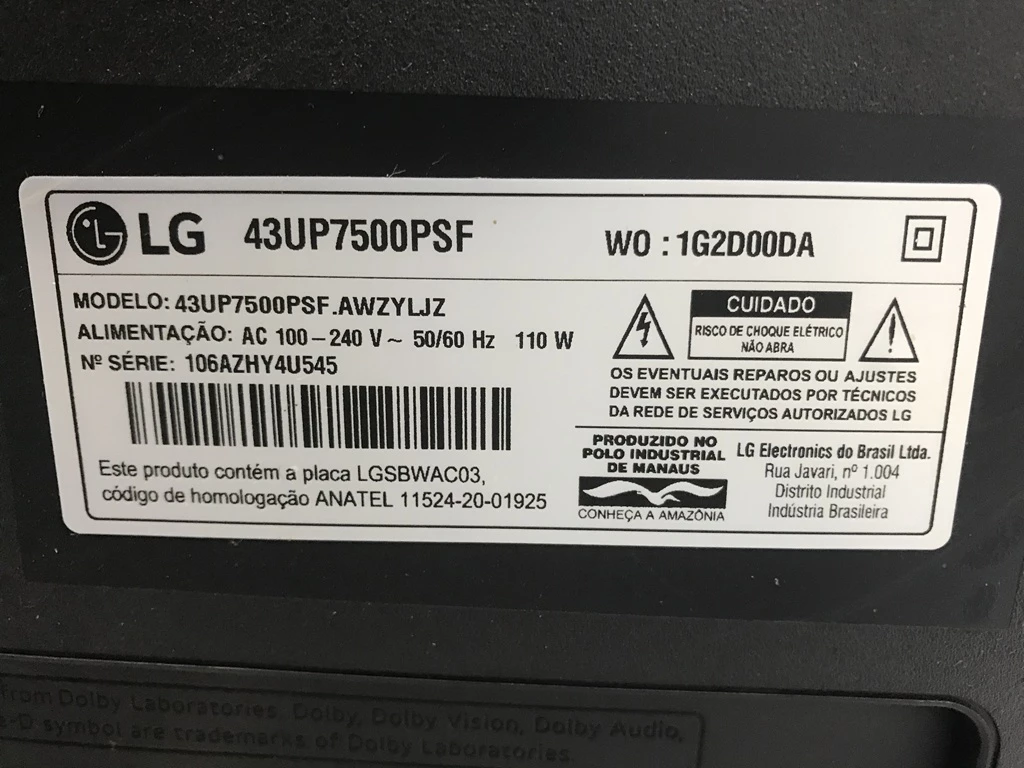 LG 43UP7500PSF WO : 1G2D00DA
MODELO: 43UP7500PSF.AWZYLJZ
ALIMENTAÇÃO: AC 100 – 240 V ~ 50/60 Hz 110 W
Nº SÉRIE: 106AZHY4U545
Este produto contém a placa LGSBWAC03,
código de homologação ANATEL 11524-20-01925
CUIDADO
RISCO DE CHOQUE ELÉTRICO
NÃO ABRA
OS EVENTUAIS REPAROS OU AJUSTES
DEVEM SER EXECUTADOS POR TÉCNICOS
DA REDE DE SERVIÇOS AUTORIZADOS LG
PRODUZIDO NO
POLO INDUSTRIAL
DE MANAUS
CONHEÇA A AMAZÔNIA
LG Electronics do Brasil Ltda.
Rua Javari, nº 1.004
Distrito Industrial
Indústria Brasileira
from Dolby Laboratories. Dolby, Dolby Vision, Dolby Audio,
symbol are trademarks of Dolby Laboratories.